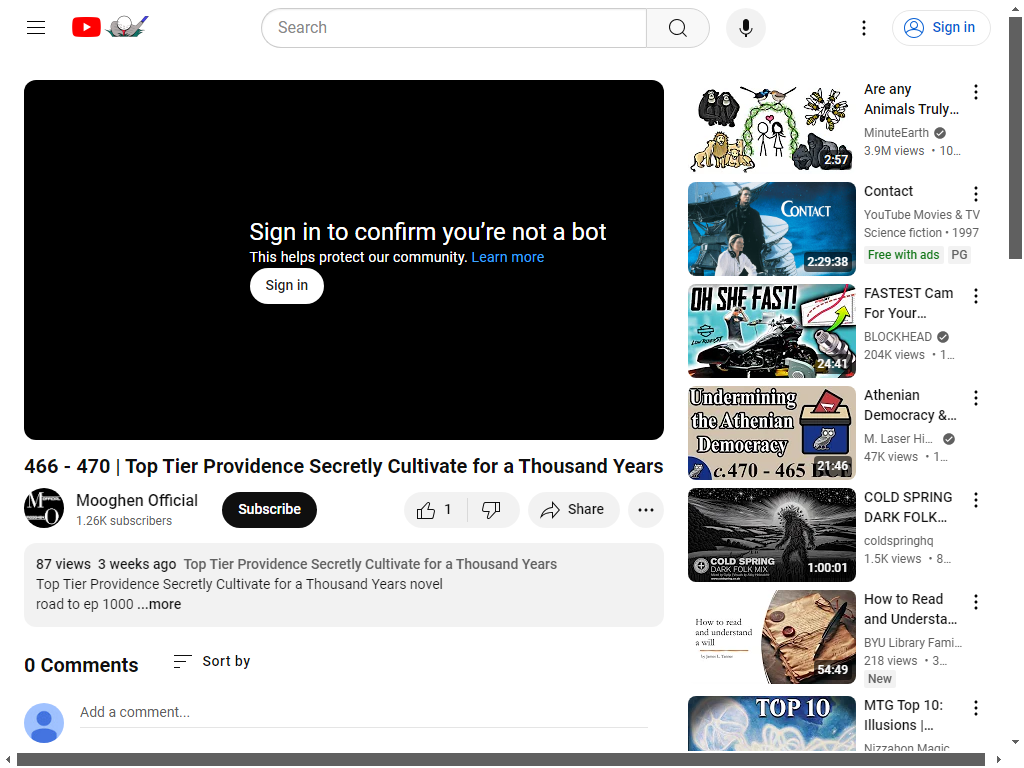 Search
Sign in
Sign in to confirm you’re not a bot
This helps protect our community. Learn more
Sign in
466 - 470 | Top Tier Providence Secretly Cultivate for a Thousand Years
Mooghen Official
1.26K subscribers
Subscribe
1
Share
87 views 3 weeks ago Top Tier Providence Secretly Cultivate for a Thousand Years
Top Tier Providence Secretly Cultivate for a Thousand Years novel
road to ep 1000 ...more
0 Comments
Sort by
Add a comment...
2:57
Are any
Animals Truly…
MinuteEarth
3.9M views • 10…
CONTACT
2:29:38
Contact
YouTube Movies & TV
Science fiction • 1997
Free with ads PG
OH SHE FAST!
24:41
FASTEST Cam
For Your…
BLOCKHEAD
204K views • 1…
Undermining
the Athenian
Democracy
c.470 - 465 BCE
21:46
Athenian
Democracy &…
M. Laser Hi…
47K views • 1…
COLD SPRING
DARK FOLK MIX
1:00:01
COLD SPRING
DARK FOLK…
coldspringhq
1.5K views • 8…
How to read
and understand
a will
by James L. Tanner
54:49
How to Read
and Understa…
BYU Library Fami…
218 views • 3…
New
TOP 10
MTG Top 10:
Illusions |…
Nizzahon Magic